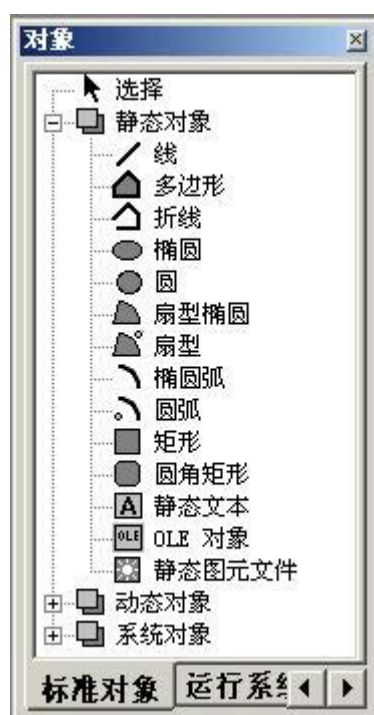 对象
选择
静态对象
线
多边形
折线
椭圆
圆
扇型椭圆
扇型
椭圆弧
圆弧
矩形
圆角矩形
A 静态文本
OLE OLE 对象
静态图元文件
动态对象
系统对象
标准对象 运行系